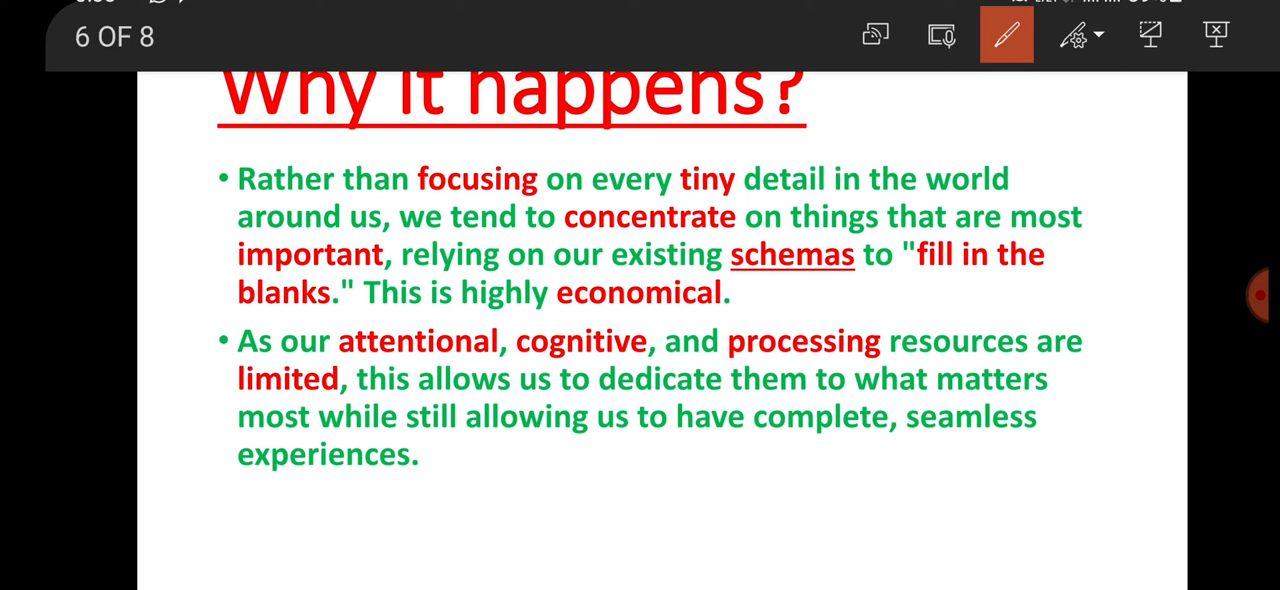 6 OF 8
Why it happens?
• Rather than focusing on every tiny detail in the world
around us, we tend to concentrate on things that are most
important, relying on our existing schemas to "fill in the
blanks." This is highly economical.
• As our attentional, cognitive, and processing resources are
limited, this allows us to dedicate them to what matters
most while still allowing us to have complete, seamless
experiences.